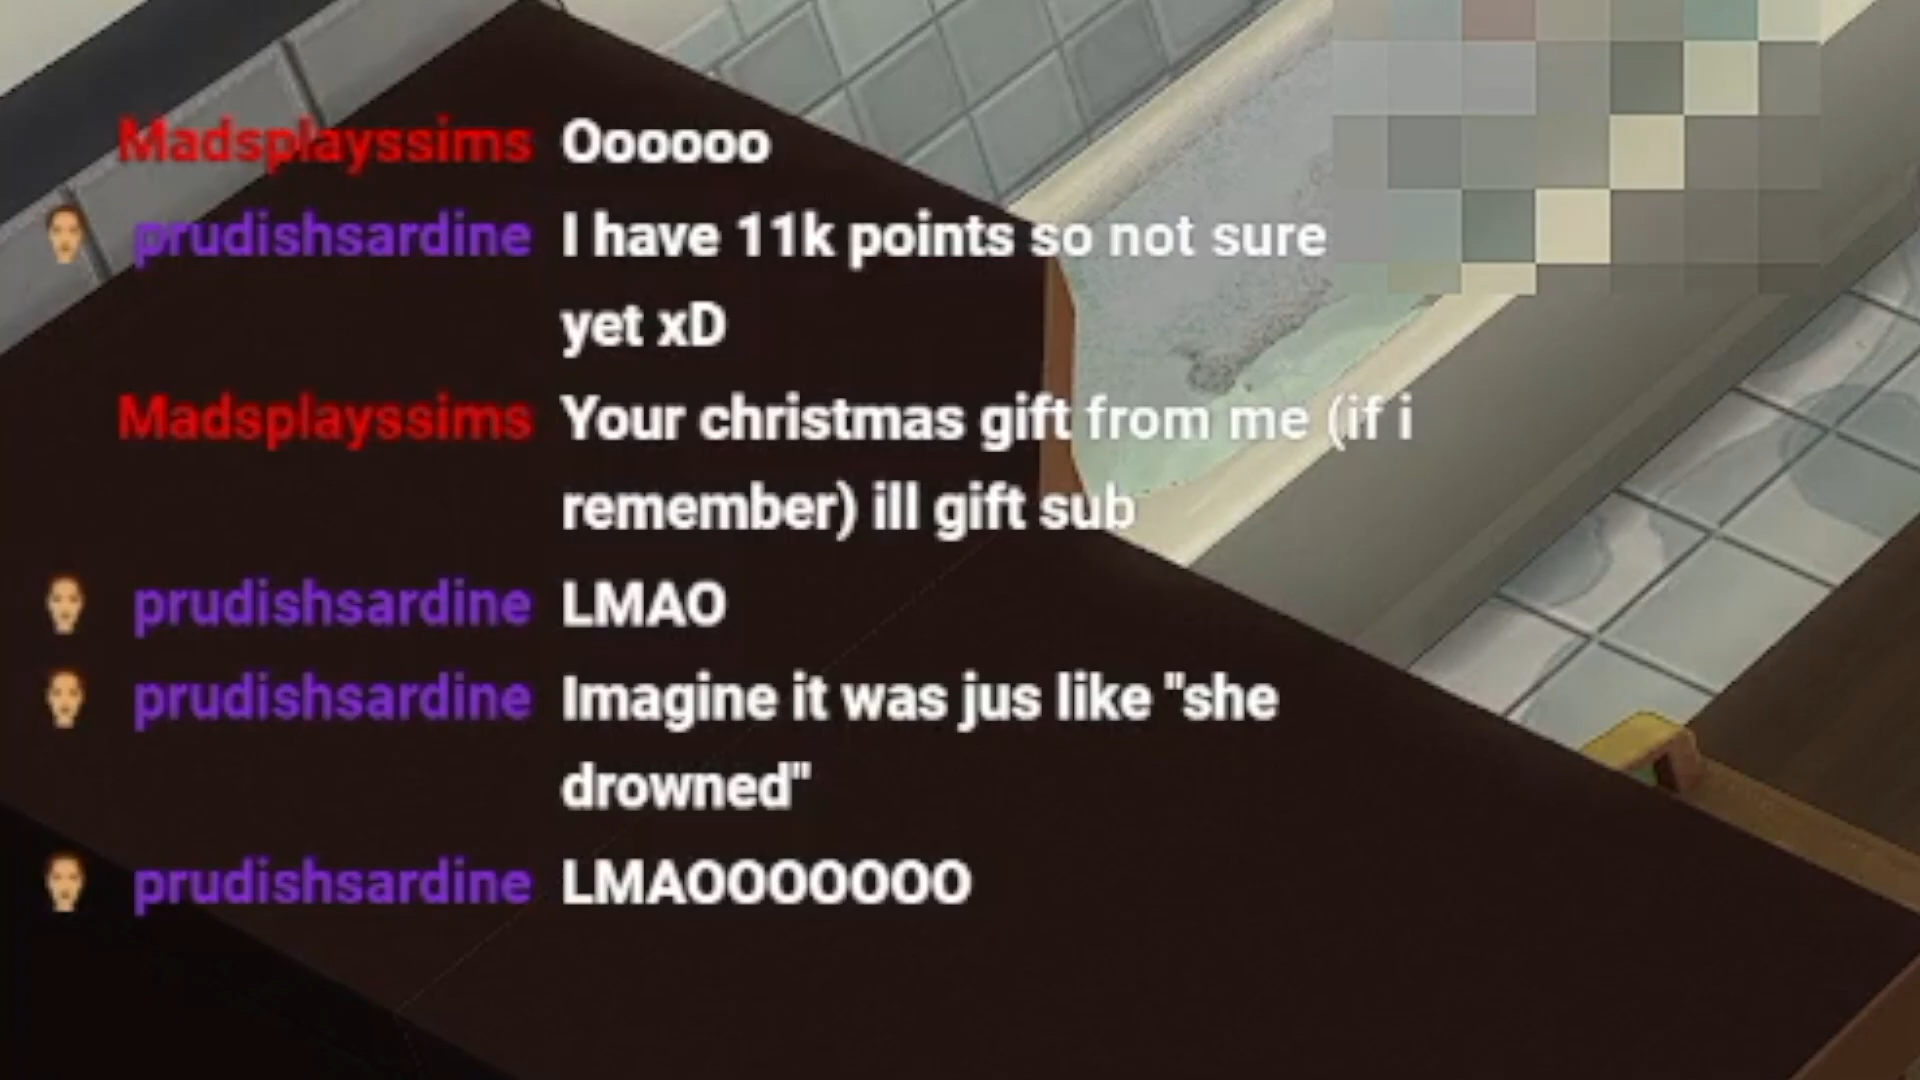 Madsplayssims Oooooo
prudishsardine I have 11k points so not sure
yet xD
Madsplayssims Your christmas gift from me (if i
remember) ill gift sub
prudishsardine LMAO
prudishsardine Imagine it was jus like "she
drowned"
prudishsardine LMAOOOOOOO